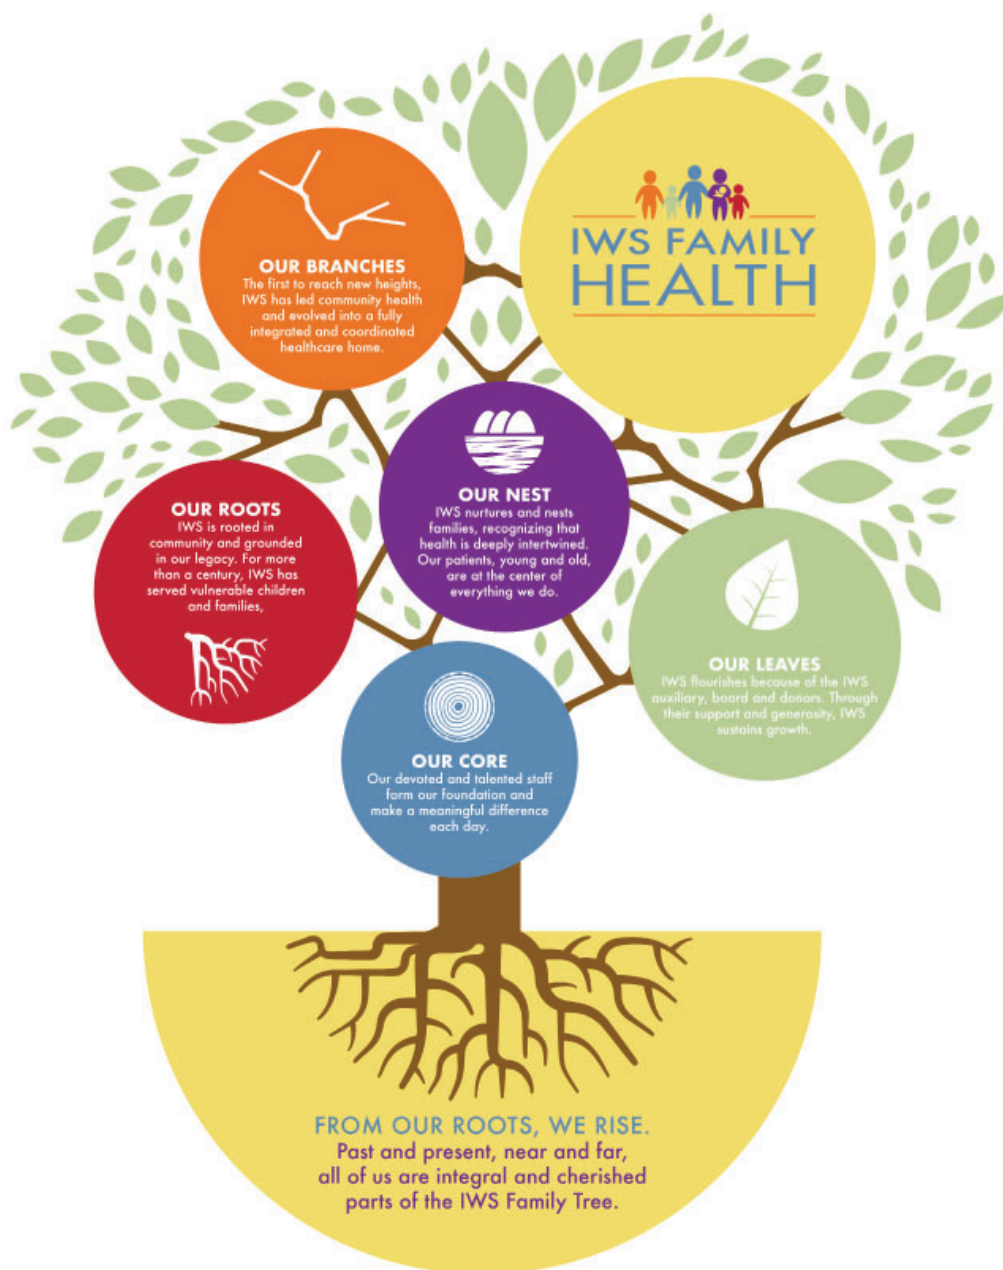 IWS FAMILY
HEALTH
OUR BRANCHES
The first to reach new heights,
IWS has led community health
and evolved into a fully
integrated and coordinated
healthcare home.
OUR NEST
IWS nurtures and nests
families, recognizing that
health is deeply intertwined.
Our patients, young and old,
are at the center of
everything we do.
OUR ROOTS
IWS is rooted in
community and grounded
in our legacy. For more
than a century, IWS has
served vulnerable children
and families,
OUR LEAVES
IWS flourishes because of the IWS
auxiliary, board and donors. Through
their support and generosity, IWS
sustains growth.
OUR CORE
Our devoted and talented staff
form our foundation and
make a meaningful difference
each day.
FROM OUR ROOTS, WE RISE.
Past and present, near and far,
all of us are integral and cherished
parts of the IWS Family Tree.